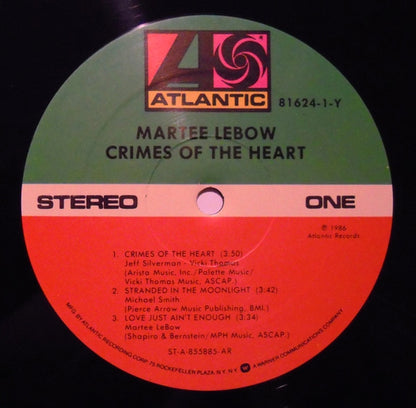 ATLANTIC
81624-1-Y
MARTEE LEBOW
CRIMES OF THE HEART
STEREO
ONE
℗ 1986
Atlantic Records
1. CRIMES OF THE HEART (3:50)
Jeff Silverman - Vicki Thomas
(Arista Music, Inc./Palette Music/
Vicki Thomas Music, ASCAP.)
2. STRANDED IN THE MOONLIGHT (3:42)
Michael Smith
(Pierce Arrow Music Publishing, BMI.)
3. LOVE JUST AIN'T ENOUGH (3:34)
Martee LeBow
(Shapiro & Bernstein/MPH Music, ASCAP.)
ST-A-855885-AR
MFG BY ATLANTIC RECORDING CORP. 75 ROCKEFELLER PLAZA, N.Y. N.Y. A WARNER COMMUNICATIONS COMPANY